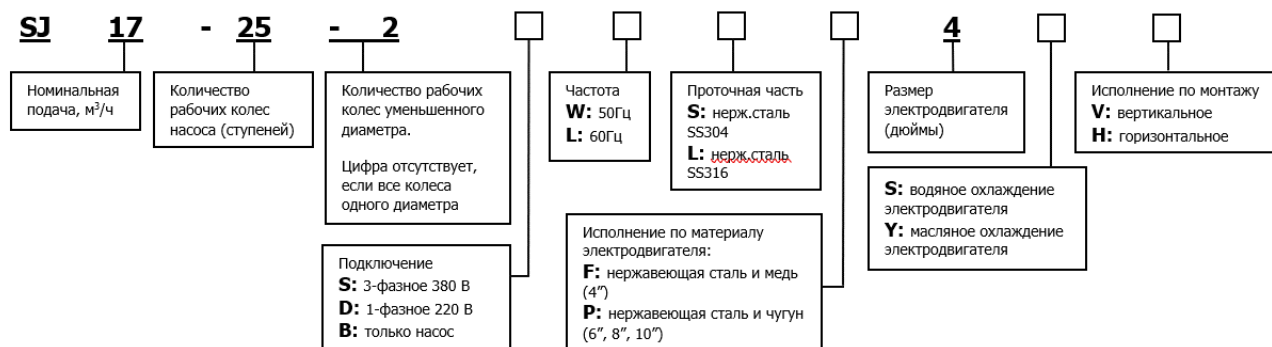 SJ 17 - 25 - 2 4
Номинальная
подача, м³/ч
Количество
рабочих колес
насоса (ступеней)
Количество рабочих
колес уменьшенного
диаметра.
Цифра отсутствует,
если все колеса
одного диаметра
Частота
W: 50Гц
L: 60Гц
Проточная часть
S: нерж.сталь
SS304
L: нерж.сталь
SS316
Размер
электродвигателя
(дюймы)
Исполнение по монтажу
V: вертикальное
H: горизонтальное
S: водяное охлаждение
электродвигателя
Y: масляное охлаждение
электродвигателя
Подключение
S: 3-фазное 380 В
D: 1-фазное 220 В
B: только насос
Исполнение по материалу
электродвигателя:
F: нержавеющая сталь и медь
(4”)
P: нержавеющая сталь и чугун
(6”, 8”, 10”)